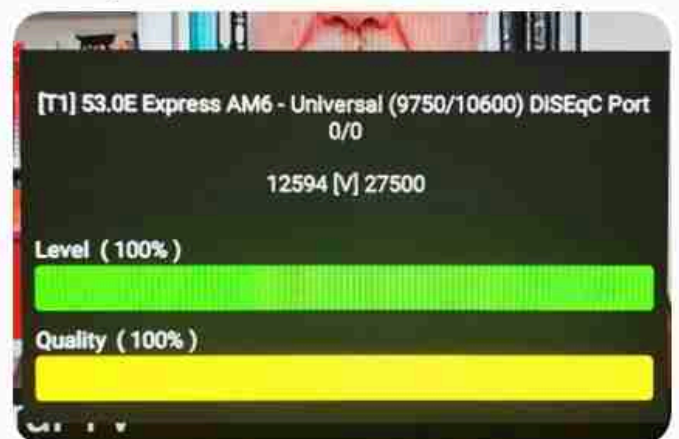 [T1] 53.0E Express AM6 - Universal (9750/10600) DiSEqC Port
0/0
12594 [V] 27500
Level (100%)
Quality (100%)